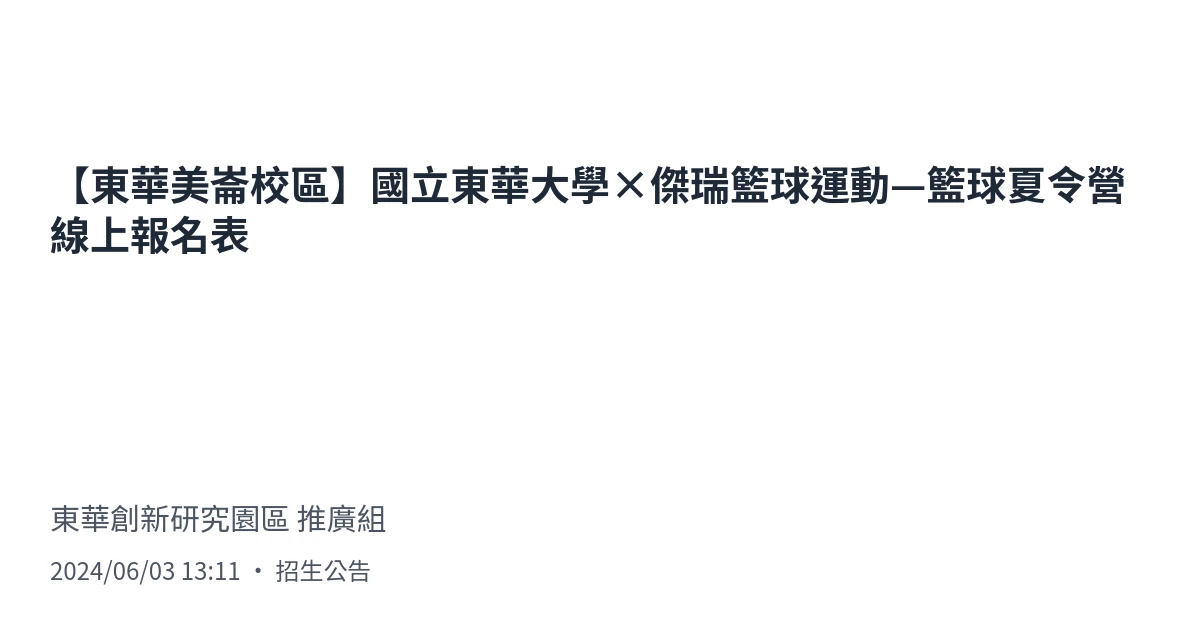 【東華美崙校區】國立東華大學×傑瑞籃球運動—籃球夏令營
線上報名表
東華創新研究園區 推廣組
2024/06/03 13:11 • 招生公告